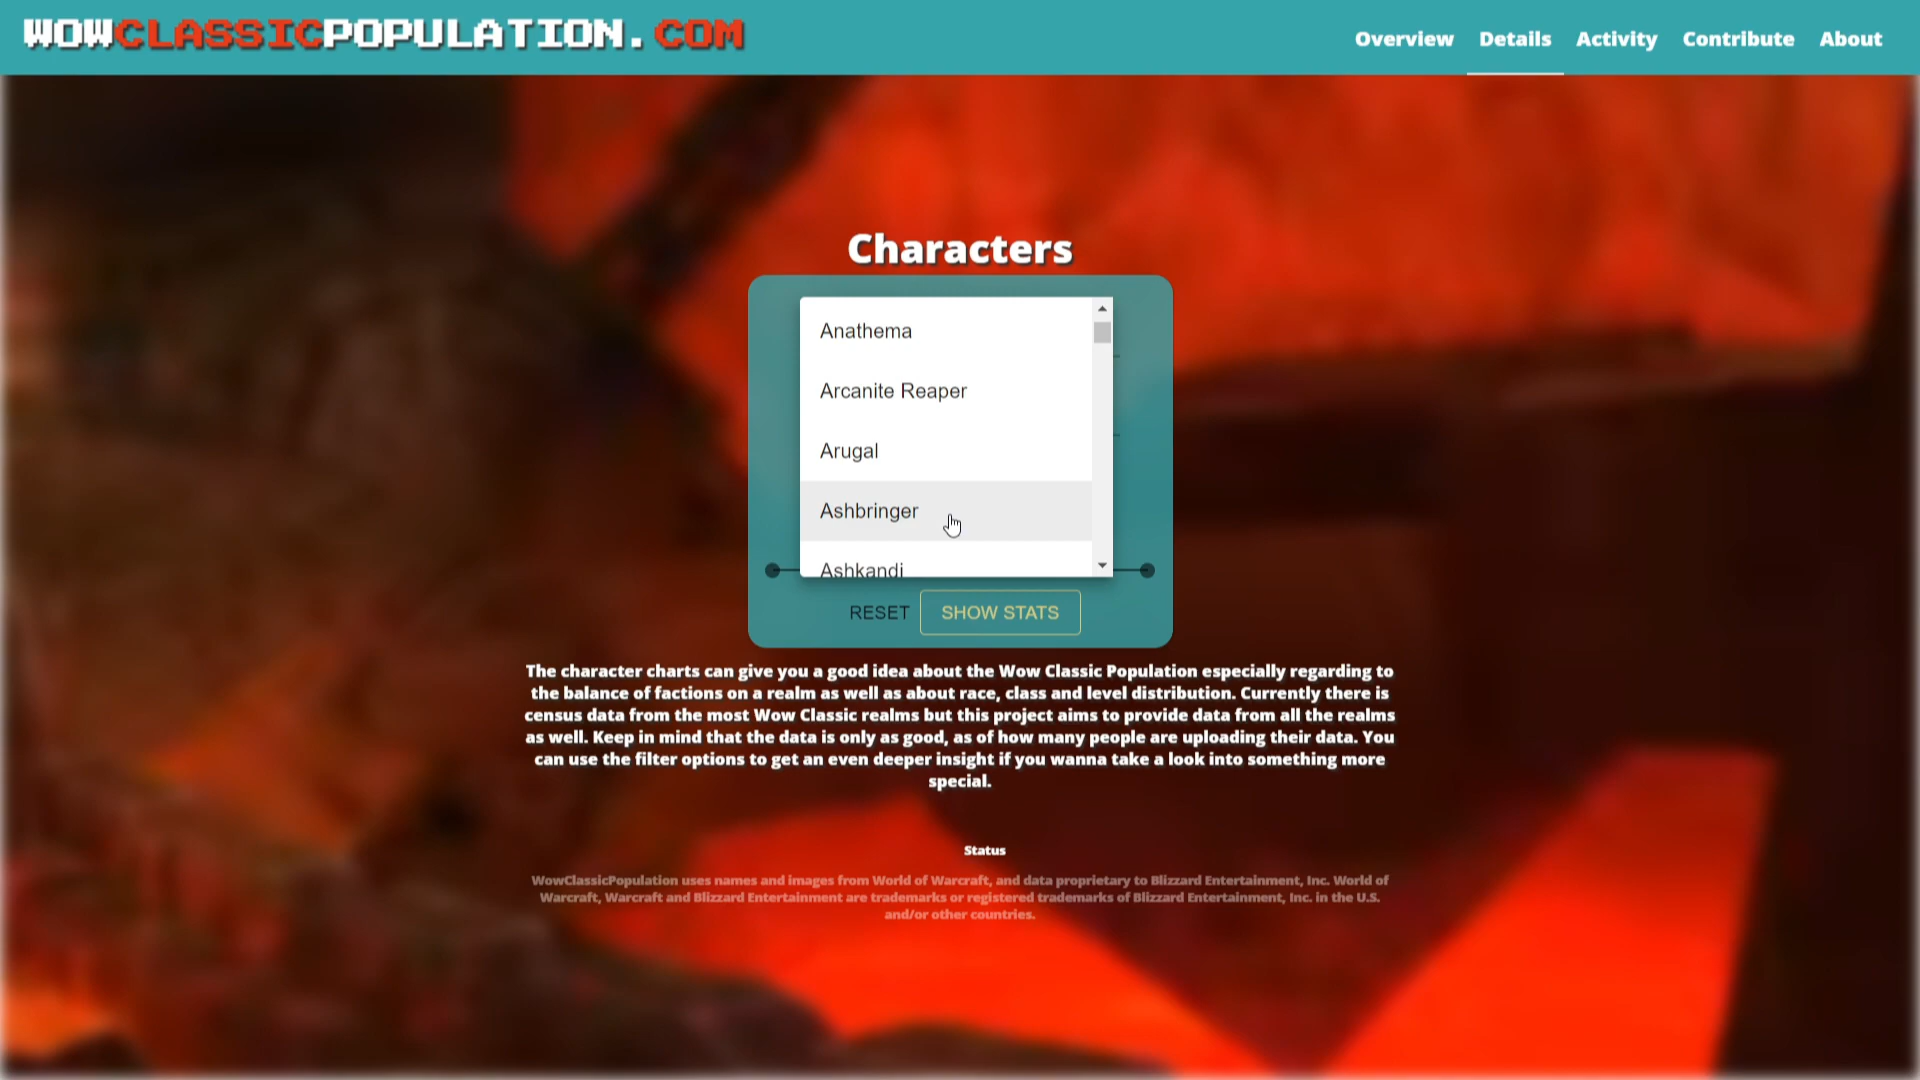 WOWCLASSICPOPULATION.COM
Overview Details Activity Contribute About
Characters
Anathema
Arcanite Reaper
Arugal
Ashbringer
Ashkandi
RESET SHOW STATS
The character charts can give you a good idea about the Wow Classic Population especially regarding to
the balance of factions on a realm as well as about race, class and level distribution. Currently there is
census data from the most Wow Classic realms but this project aims to provide data from all the realms
as well. Keep in mind that the data is only as good, as of how many people are uploading their data. You
can use the filter options to get an even deeper insight if you wanna take a look into something more
special.
Status
WowClassicPopulation uses names and images from World of Warcraft, and data proprietary to Blizzard Entertainment, Inc. World of
Warcraft, Warcraft and Blizzard Entertainment are trademarks or registered trademarks of Blizzard Entertainment, Inc. in the U.S.
and/or other countries.